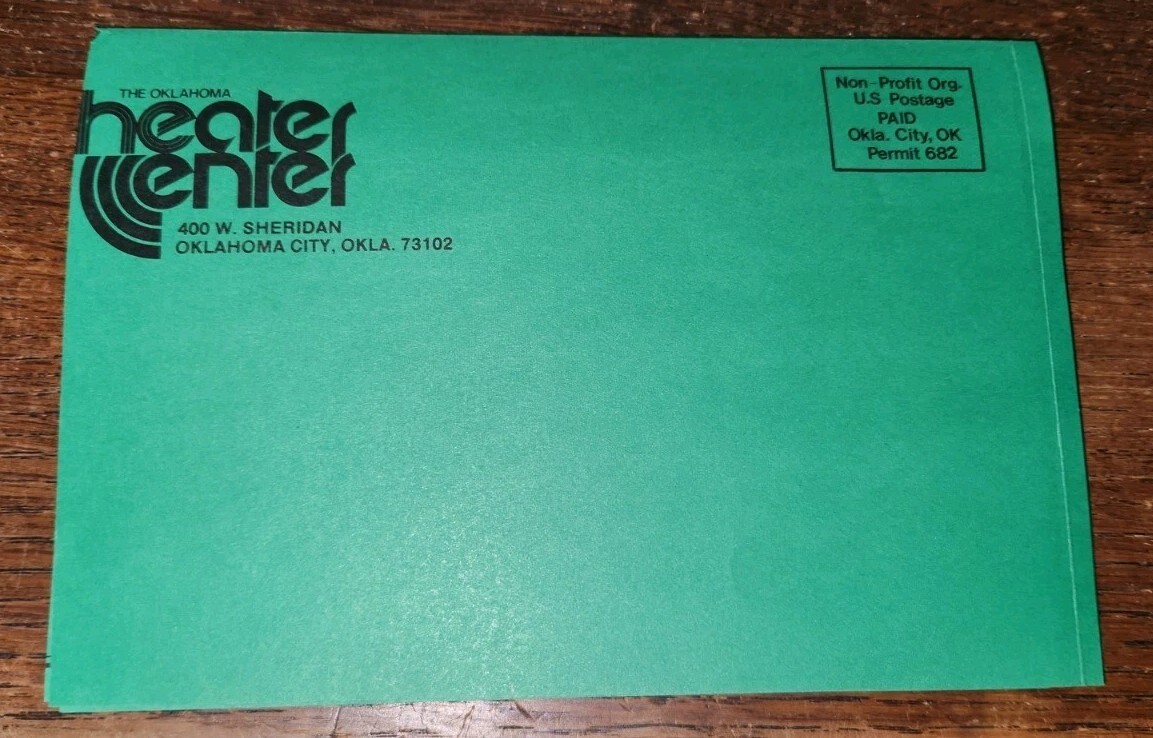 THE OKLAHOMA
Theater
Center
400 W. SHERIDAN
OKLAHOMA CITY, OKLA. 73102
Non-Profit Org.
U.S Postage
PAID
Okla. City, OK
Permit 682